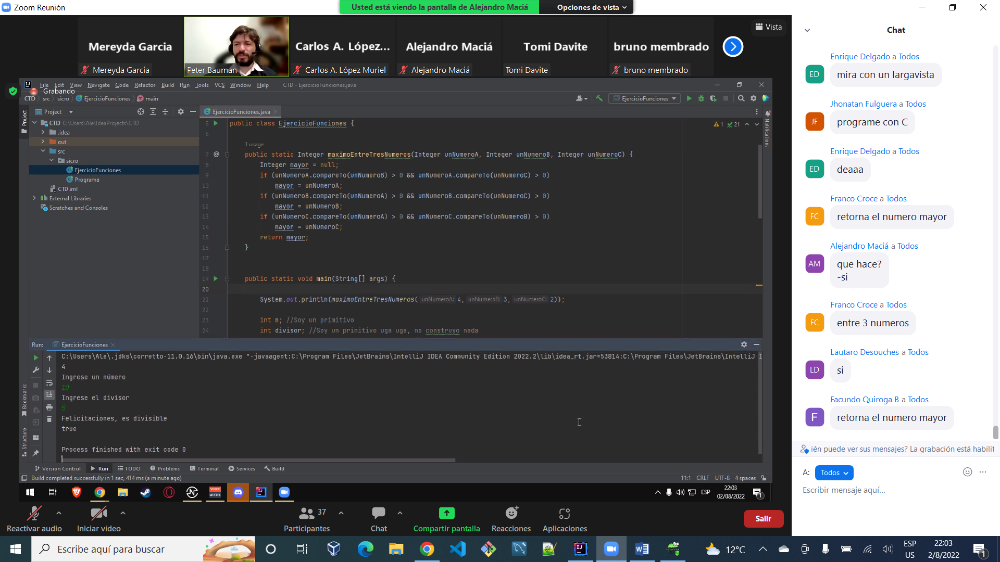 Zoom Reunión
Usted está viendo la pantalla de Alejandro Maciá
Opciones de vista
Mereyda Garcia
Mereyda Garcia
Peter Bauman
Carlos A. López...
Carlos A. López Muriel
Alejandro Maciá
Alejandro Maciá
Tomi Davite
Tomi Davite
bruno membrado
bruno membrado
Vista
File Edit View Navigate Code Refactor Build Run Tools VCS Window Help CTD - EjercicioFunciones.java
Grabando
CTD src sicro EjercicioFunciones main
EjercicioFunciones
Project
Project
EjercicioFunciones.java
Notifications
CTD C:\Users\Ale\IdeaProjects\CTD
.idea
out
src
sicro
EjercicioFunciones
Programa
CTD.iml
External Libraries
Scratches and Consoles
1 21
5 public class EjercicioFunciones {
6
1 usage
7 @ public static Integer maximoEntreTresNumeros(Integer unNumeroA, Integer unNumeroB, Integer unNumeroC) {
8 Integer mayor = null;
9 if (unNumeroA.compareTo(unNumeroB) > 0 && unNumeroA.compareTo(unNumeroC) > 0)
10 mayor = unNumeroA;
11 if (unNumeroB.compareTo(unNumeroA) > 0 && unNumeroB.compareTo(unNumeroC) > 0)
12 mayor = unNumeroB;
13 if (unNumeroC.compareTo(unNumeroA) > 0 && unNumeroC.compareTo(unNumeroB) > 0)
14 mayor = unNumeroC;
15 return mayor;
16 }
17
18
19 public static void main(String[] args) {
20
21 System.out.println(maximoEntreTresNumeros( unNumeroA: 4, unNumeroB: 3, unNumeroC: 2));
22
23 int n; //Soy un primitivo
24 int divisor; //Soy un primitivo uga uga, no construyo nada
Run: EjercicioFunciones
C:\Users\Ale\.jdks\corretto-11.0.16\bin\java.exe "-javaagent:C:\Program Files\JetBrains\IntelliJ IDEA Community Edition 2022.2\lib\idea_rt.jar=53814:C:\Program Files\JetBrains\IntelliJ I
4
Ingrese un número
10
Ingrese el divisor
5
Felicitaciones, es divisible
true
Process finished with exit code 0
Bookmarks
Structure
Version Control Run TODO Problems Terminal Services Build
Build completed successfully in 1 sec, 414 ms (a minute ago)
11:1 CRLF UTF-8 4 spaces
ESP
22:03
02/08/2022
1
Reactivar audio
Iniciar vídeo
37
Participantes
Chat
Compartir pantalla
Reacciones
Aplicaciones
Salir
Chat
Enrique Delgado a Todos
ED
mira con un largavista
Jhonatan Fulguera a Todos
JF
programe con C
Enrique Delgado a Todos
ED
deaaa
Franco Croce a Todos
FC
retorna el numero mayor
Alejandro Maciá a Todos
AM
que hace?
-si
Franco Croce a Todos
FC
entre 3 numeros
Lautaro Desouches a Todos
LD
si
Facundo Quiroga B a Todos
F
retorna el numero mayor
ién puede ver sus mensajes? La grabación está habilit
A: Todos
Escribir mensaje aquí...
Escribe aquí para buscar
12°C
ESP
US
22:03
2/8/2022
1